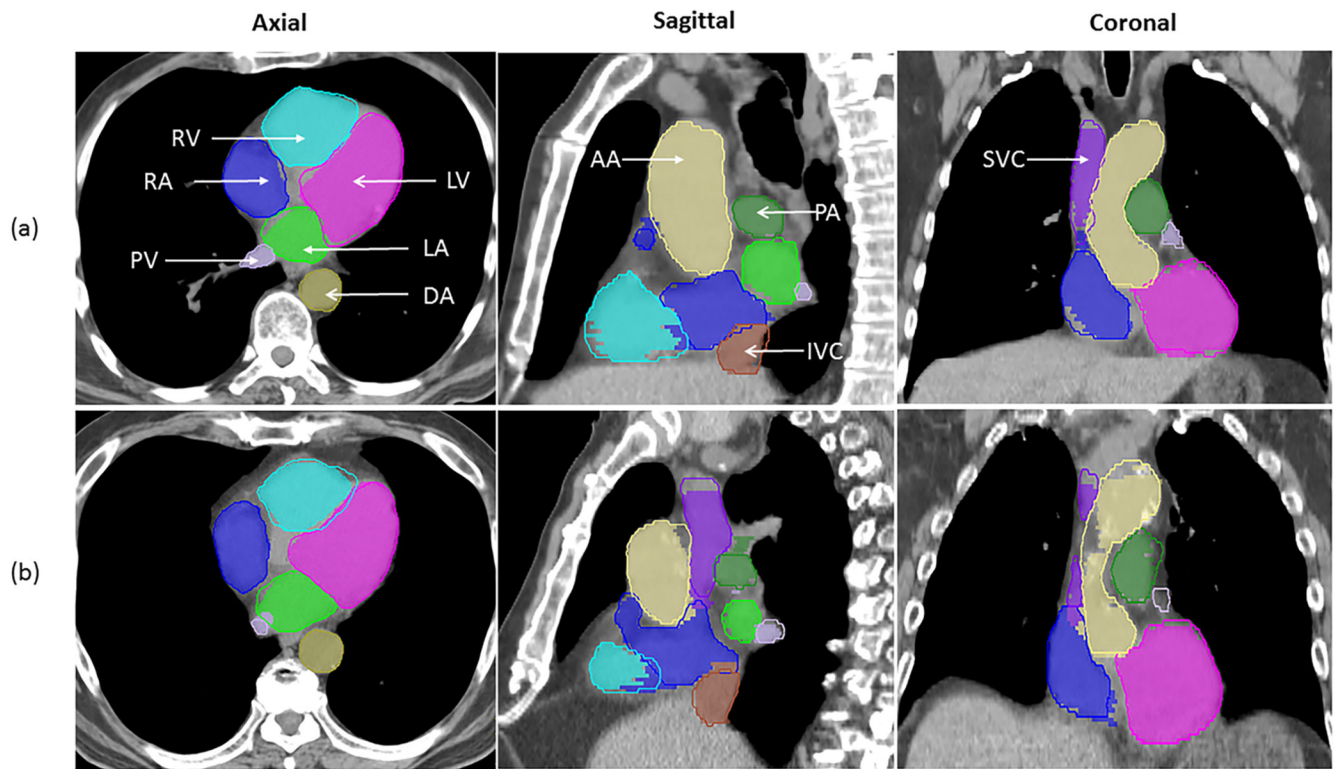 Axial
Sagittal
Coronal
(a)
RV
RA
LV
PV
LA
DA
AA
PA
IVC
SVC
(b)